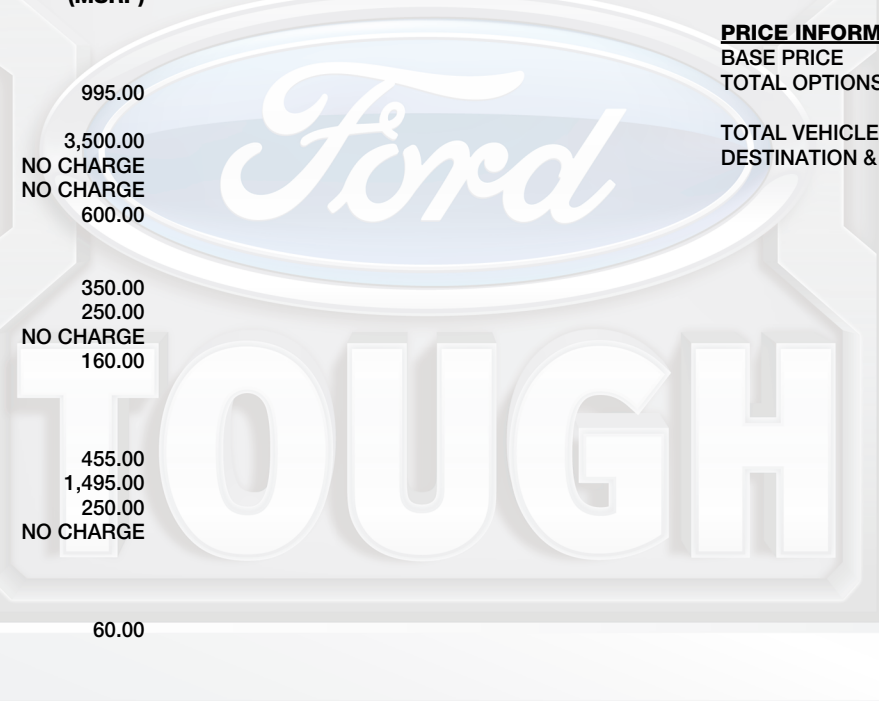 (MSRP)
995.00
3,500.00
NO CHARGE
NO CHARGE
600.00
350.00
250.00
NO CHARGE
160.00
455.00
1,495.00
250.00
NO CHARGE
60.00
PRICE INFORM
BASE PRICE
TOTAL OPTIONS
TOTAL VEHICLE
DESTINATION &
Ford
TOUGH